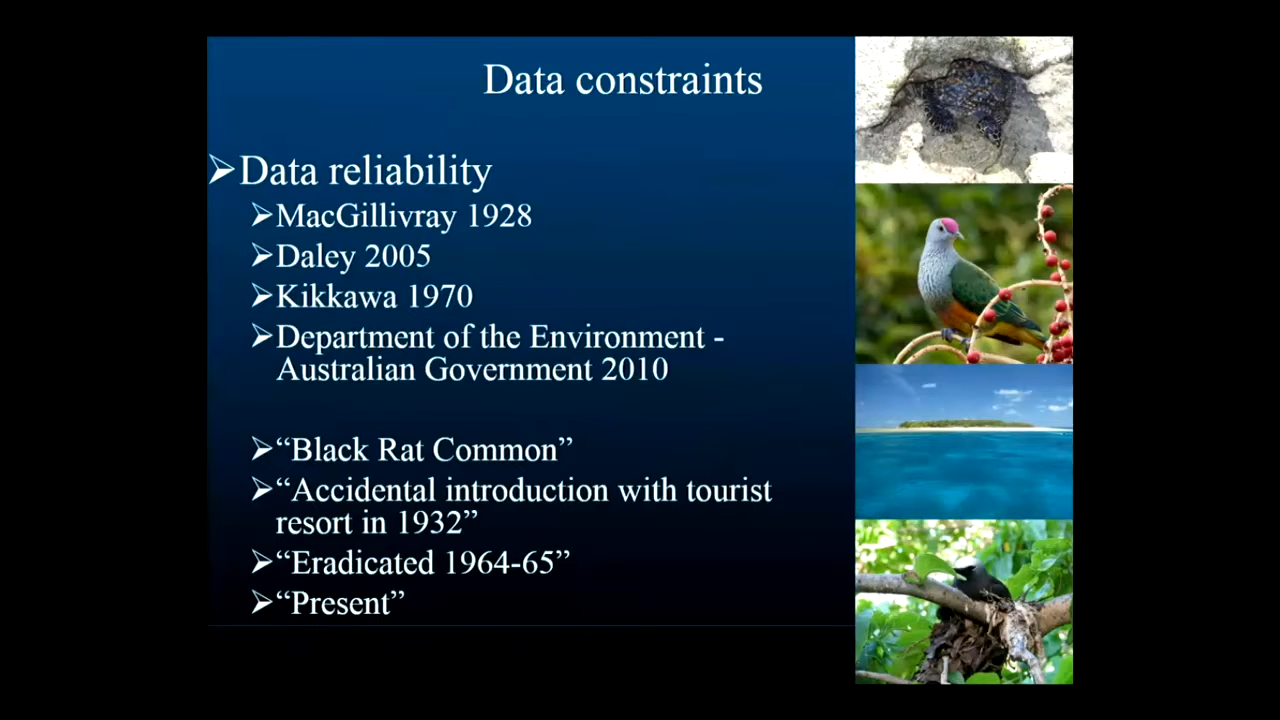 Data constraints
➢Data reliability
➢MacGillivray 1928
➢Daley 2005
➢Kikkawa 1970
➢Department of the Environment -
Australian Government 2010
➢“Black Rat Common”
➢“Accidental introduction with tourist
resort in 1932”
➢“Eradicated 1964-65”
➢“Present”